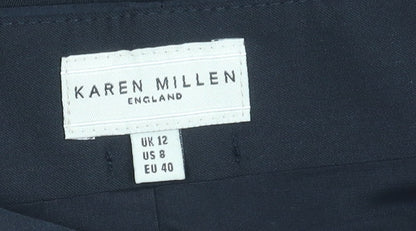 KAREN MILLEN
ENGLAND
UK 12
US 8
EU 40